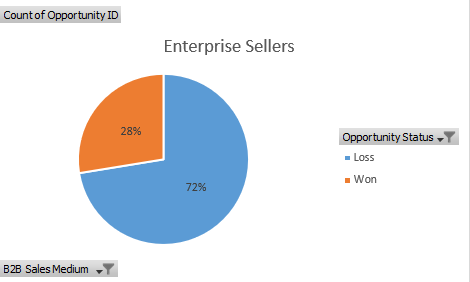 Count of Opportunity ID
Enterprise Sellers
28%
72%
Opportunity Status
Loss
Won
B2B Sales Medium